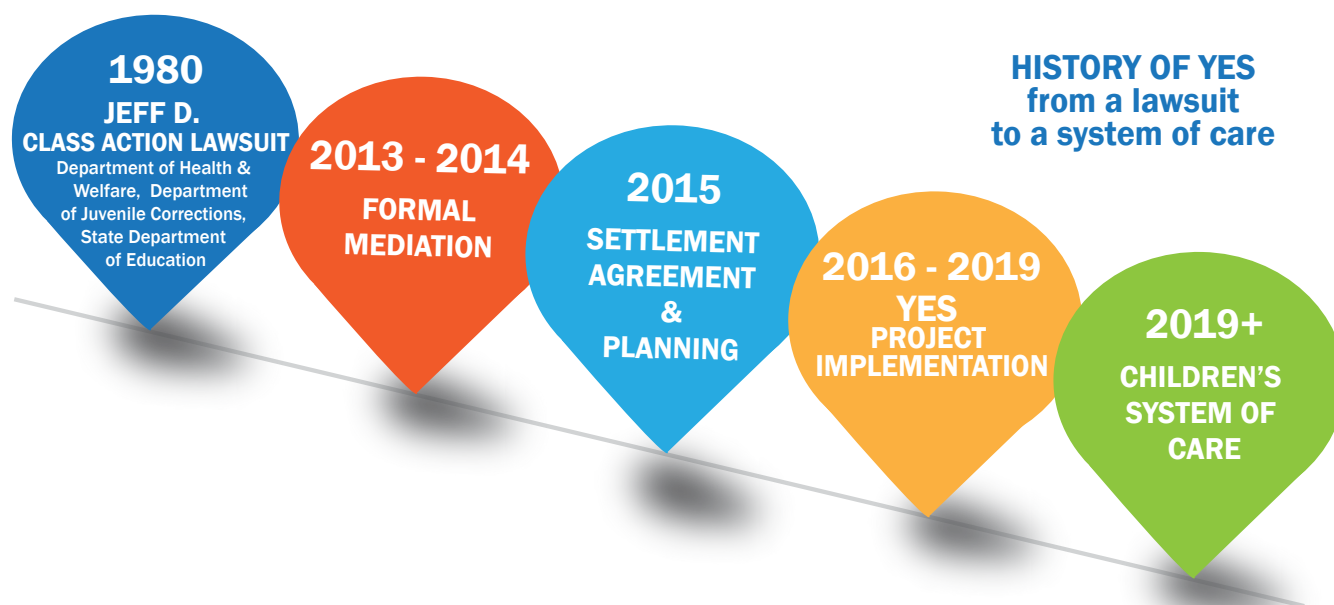 HISTORY OF YES
from a lawsuit
to a system of care
1980
JEFF D.
CLASS ACTION LAWSUIT
Department of Health &
Welfare, Department
of Juvenile Corrections,
State Department
of Education
2013 - 2014
FORMAL
MEDIATION
2015
SETTLEMENT
AGREEMENT
&
PLANNING
2016 - 2019
YES
PROJECT
IMPLEMENTATION
2019+
CHILDREN'S
SYSTEM OF
CARE